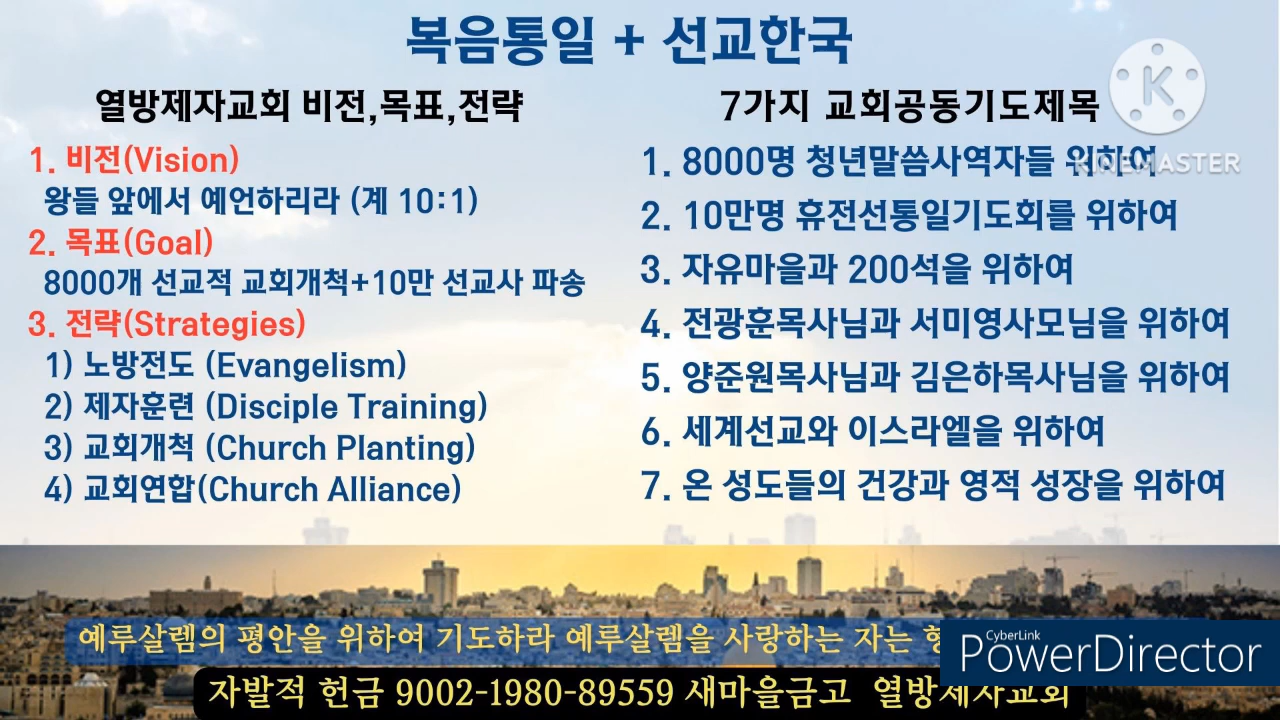 복음통일 + 선교한국
열방제자교회 비전,목표,전략
1. 비전(Vision)
왕들 앞에서 예언하리라 (계 10:1)
2. 목표(Goal)
8000개 선교적 교회개척+10만 선교사 파송
3. 전략(Strategies)
1) 노방전도 (Evangelism)
2) 제자훈련 (Disciple Training)
3) 교회개척 (Church Planting)
4) 교회연합(Church Alliance)
7가지 교회공동기도제목
1. 8000명 청년말씀사역자들 위하여
2. 10만명 휴전선통일기도회를 위하여
3. 자유마을과 200석을 위하여
4. 전광훈목사님과 서미영사모님을 위하여
5. 양준원목사님과 김은하목사님을 위하여
6. 세계선교와 이스라엘을 위하여
7. 온 성도들의 건강과 영적 성장을 위하여
K
KINEMASTER
예루살렘의 평안을 위하여 기도하라 예루살렘을 사랑하는 자는
CyberLink
PowerDirector
자발적 헌금 9002-1980-89559 새마을금고 열방제자교회